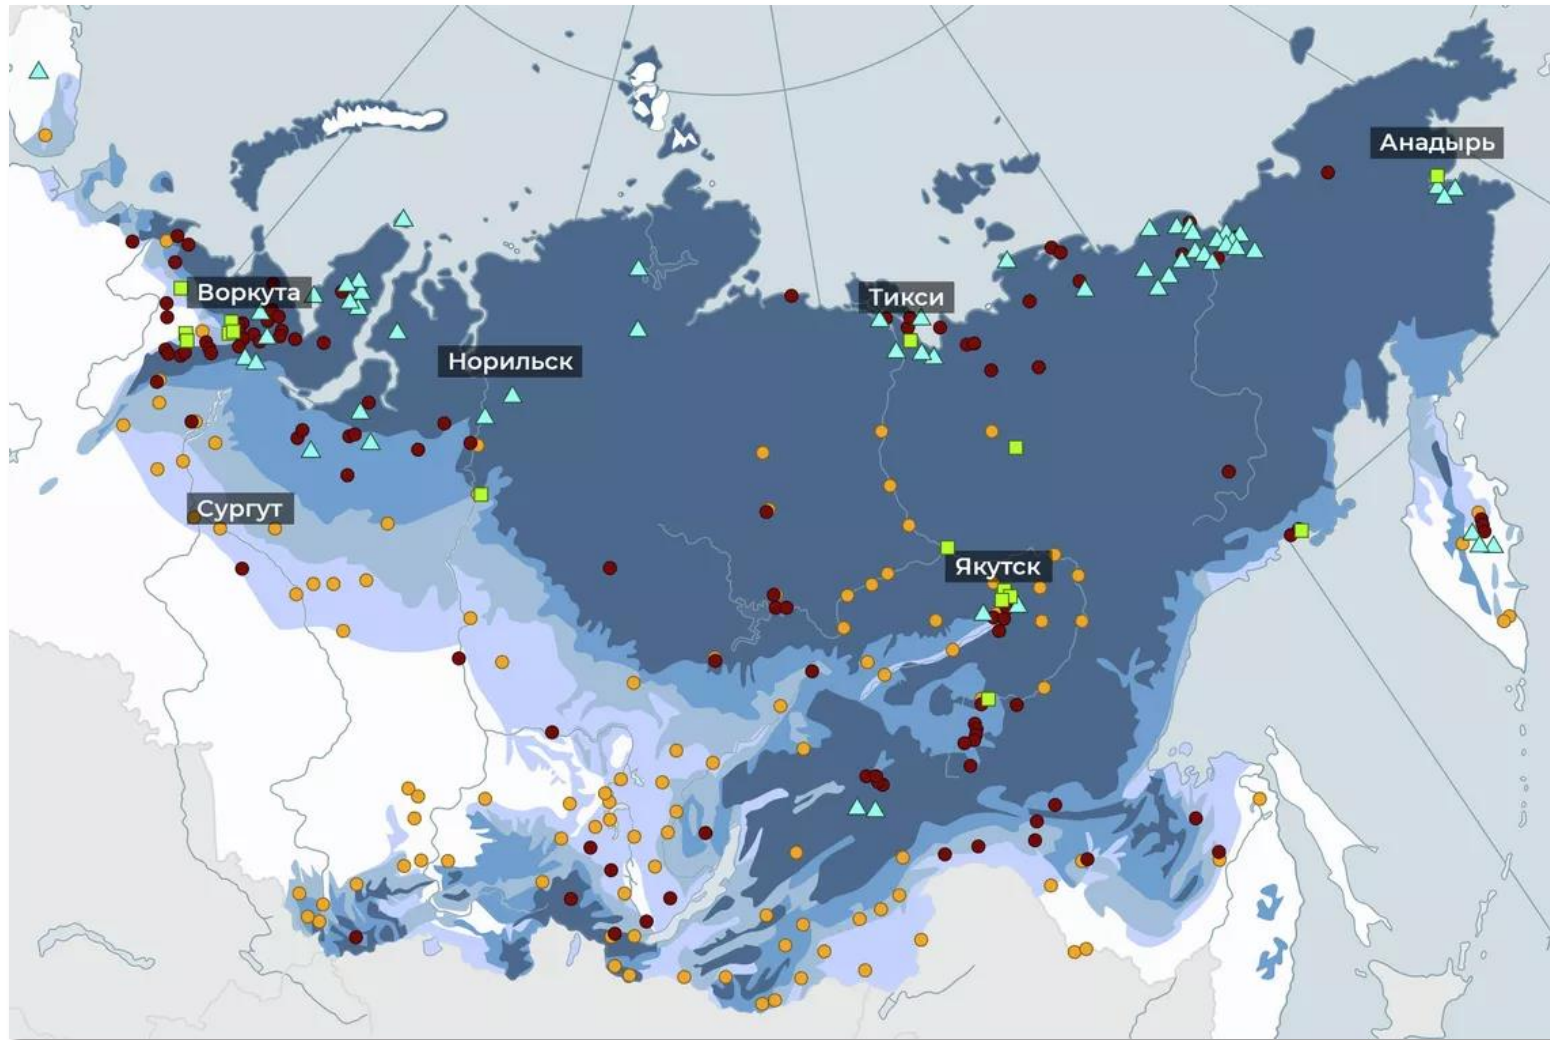 Анадырь
Воркута
Тикси
Норильск
Сургут
Якутск